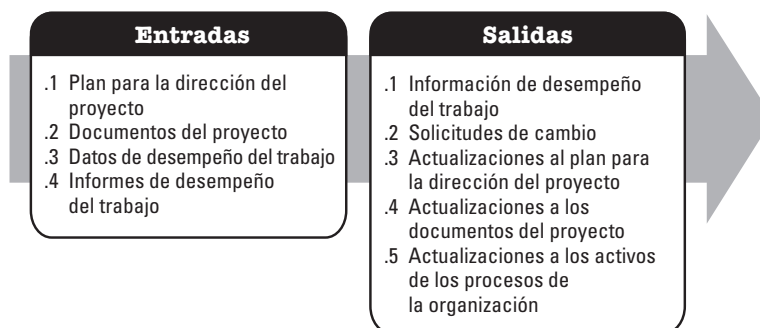 Entradas
.1 Plan para la dirección del
proyecto
.2 Documentos del proyecto
.3 Datos de desempeño del trabajo
.4 Informes de desempeño
del trabajo
Salidas
.1 Información de desempeño
del trabajo
.2 Solicitudes de cambio
.3 Actualizaciones al plan para
la dirección del proyecto
.4 Actualizaciones a los
documentos del proyecto
.5 Actualizaciones a los activos
de los procesos de
la organización